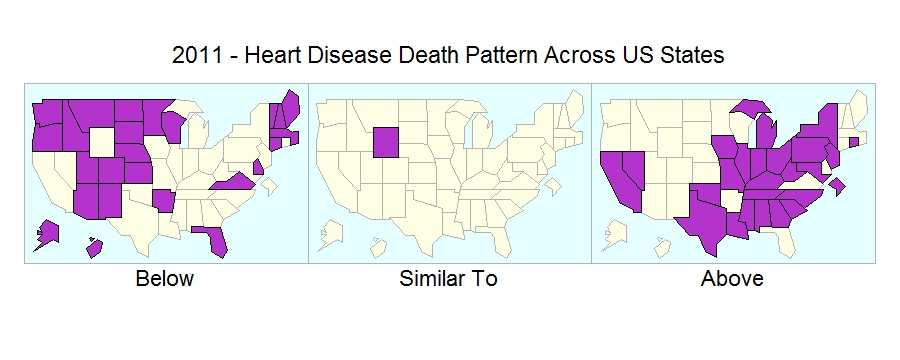 2011 - Heart Disease Death Pattern Across US States
Below
Similar To
Above